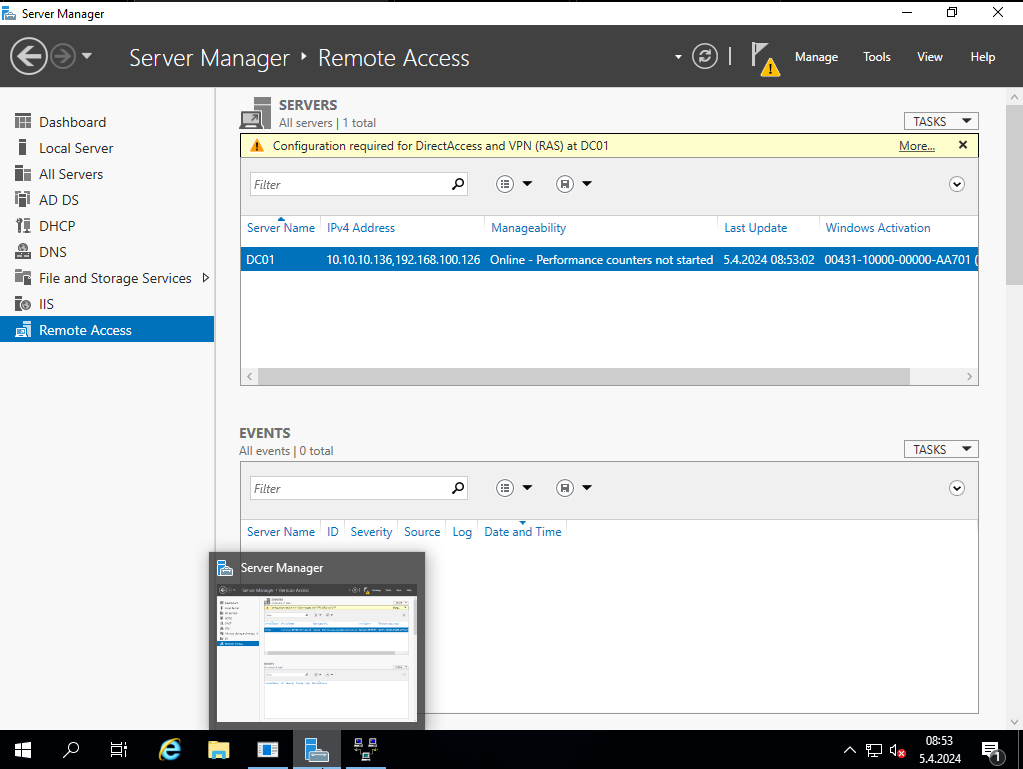 Server Manager
Server Manager ‣ Remote Access
Manage Tools View Help
Dashboard
Local Server
All Servers
AD DS
DHCP
DNS
File and Storage Services
IIS
Remote Access
SERVERS
All servers | 1 total
TASKS
Configuration required for DirectAccess and VPN (RAS) at DC01 More...
Filter
Server Name IPv4 Address Manageability Last Update Windows Activation
DC01 10.10.10.136,192.168.100.126 Online - Performance counters not started 5.4.2024 08:53:02 00431-10000-00000-AA701 (
EVENTS
All events | 0 total
TASKS
Filter
Server Name ID Severity Source Log Date and Time
Server Manager
08:53
5.4.2024
1